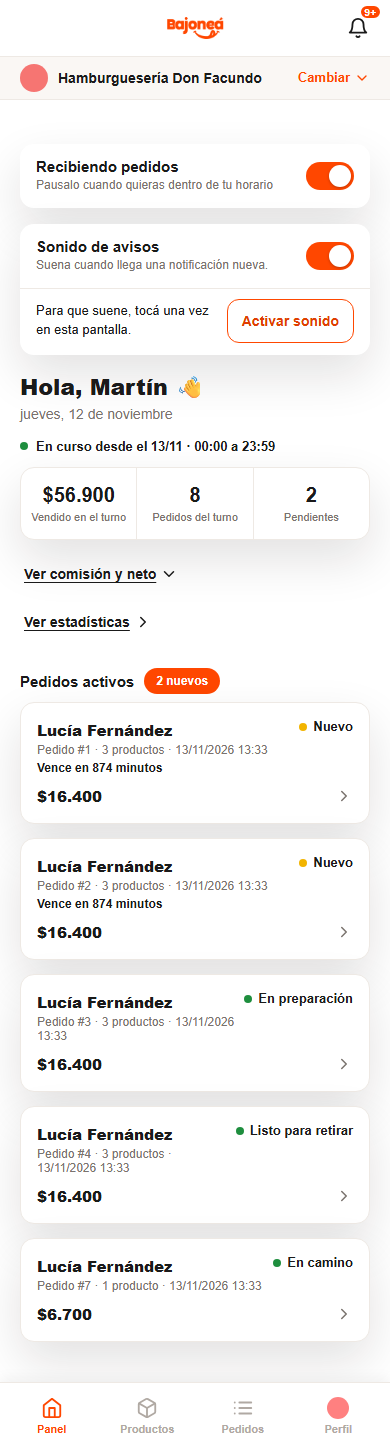 Bajoneá
9+
Hamburguesería Don Facundo
Cambiar
Recibiendo pedidos
Pausalo cuando quieras dentro de tu horario
Sonido de avisos
Suena cuando llega una notificación nueva.
Para que suene, tocá una vez
en esta pantalla.
Activar sonido
Hola, Martín 👋
jueves, 12 de noviembre
En curso desde el 13/11 · 00:00 a 23:59
$56.900
Vendido en el turno
8
Pedidos del turno
2
Pendientes
Ver comisión y neto
Ver estadísticas
Pedidos activos
2 nuevos
Lucía Fernández
Nuevo
Pedido #1 · 3 productos · 13/11/2026 13:33
Vence en 874 minutos
$16.400
Lucía Fernández
Nuevo
Pedido #2 · 3 productos · 13/11/2026 13:33
Vence en 874 minutos
$16.400
Lucía Fernández
En preparación
Pedido #3 · 3 productos · 13/11/2026
13:33
$16.400
Lucía Fernández
Listo para retirar
Pedido #4 · 3 productos ·
13/11/2026 13:33
$16.400
Lucía Fernández
En camino
Pedido #7 · 1 producto · 13/11/2026 13:33
$6.700
Panel
Productos
Pedidos
Perfil